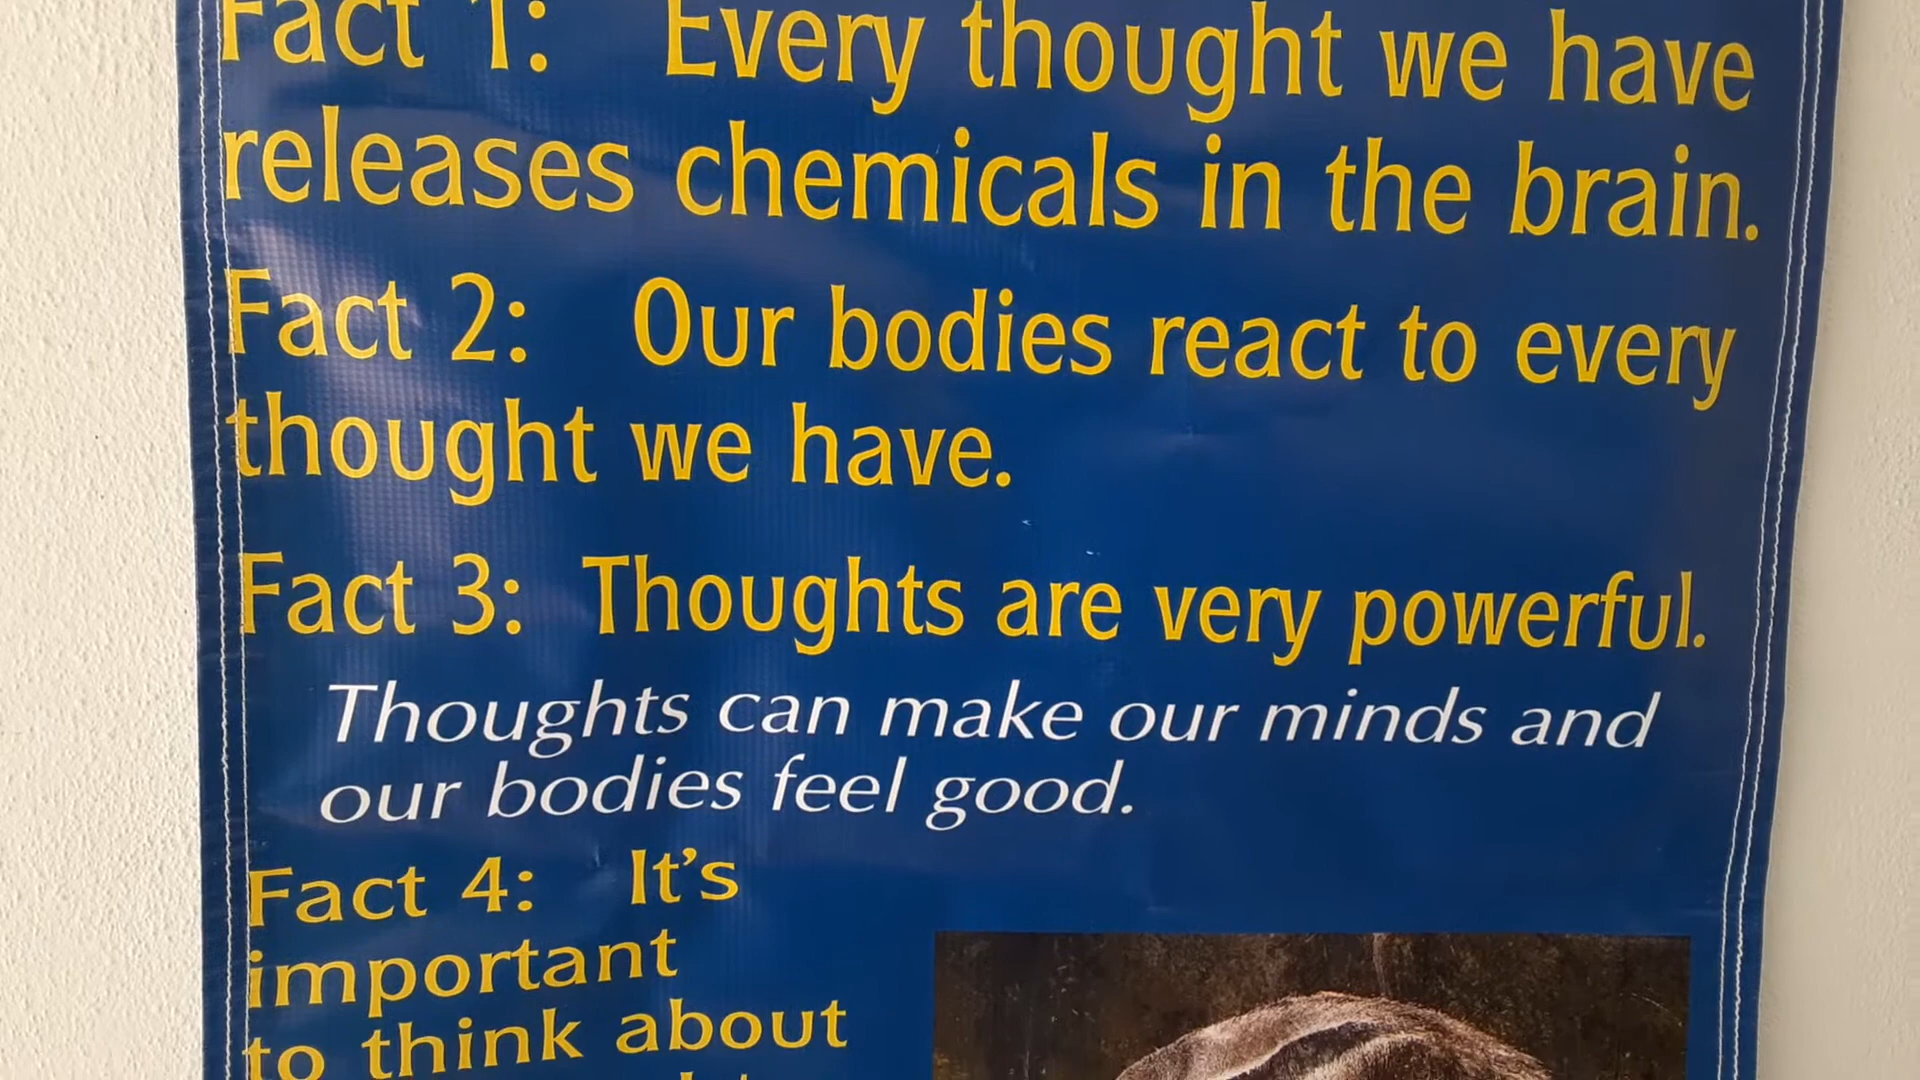 Fact 1: Every thought we have
releases chemicals in the brain.
Fact 2: Our bodies react to every
thought we have.
Fact 3: Thoughts are very powerful.
Thoughts can make our minds and
our bodies feel good.
Fact 4: It's
important
to think about